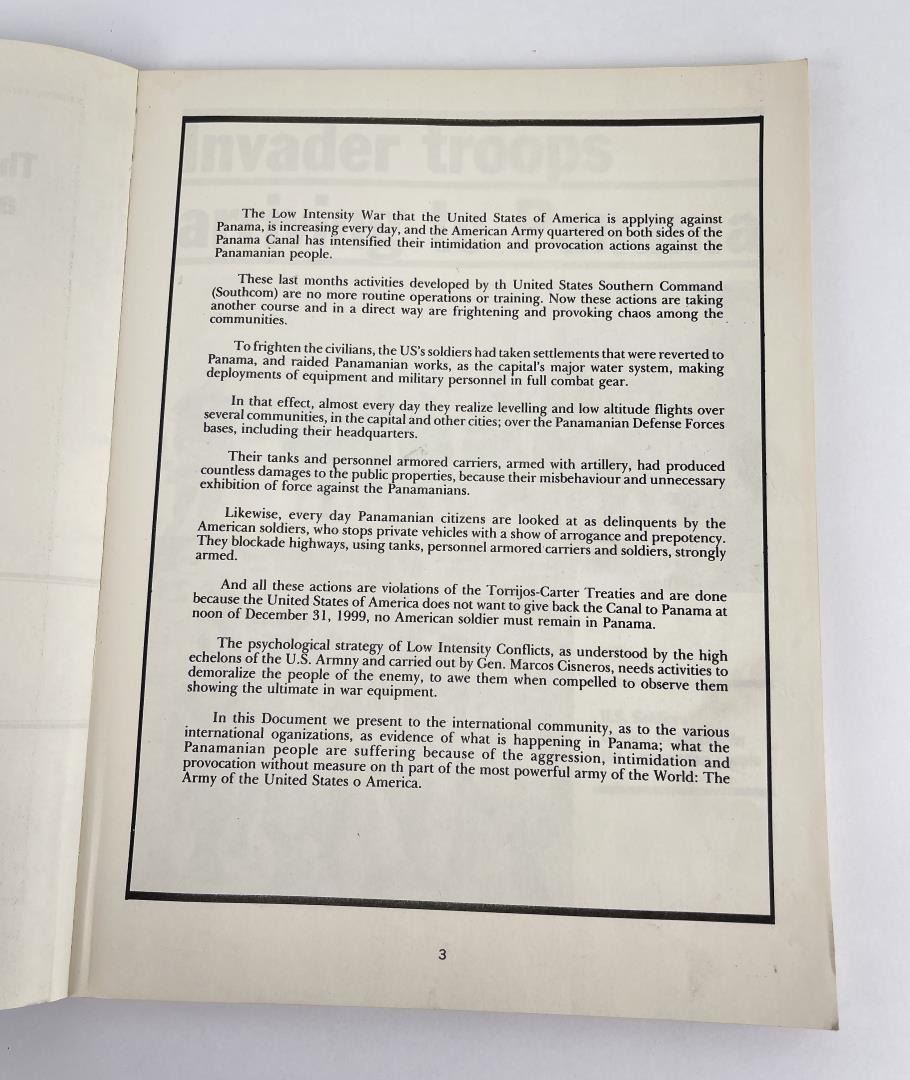 The Low Intensity War that the United States of America is applying against
Panama, is increasing every day, and the American Army quartered on both sides of the
Panama Canal has intensified their intimidation and provocation actions against the
Panamanian people.
These last months activities developed by th United States Southern Command
(Southcom) are no more routine operations or training. Now these actions are taking
another course and in a direct way are frightening and provoking chaos among the
communities.
To frighten the civilians, the US's soldiers had taken settlements that were reverted to
Panama, and raided Panamanian works, as the capital's major water system, making
deployments of equipment and military personnel in full combat gear.
In that effect, almost every day they realize levelling and low altitude flights over
several communities, in the capital and other cities; over the Panamanian Defense Forces
bases, including their headquarters.
Their tanks and personnel armored carriers, armed with artillery, had produced
countless damages to the public properties, because their misbehaviour and unnecessary
exhibition of force against the Panamanians.
Likewise, every day Panamanian citizens are looked at as delinquents by the
American soldiers, who stops private vehicles with a show of arrogance and prepotency.
They blockade highways, using tanks, personnel armored carriers and soldiers, strongly
armed.
And all these actions are violations of the Torrijos-Carter Treaties and are done
because the United States of America does not want to give back the Canal to Panama at
noon of December 31, 1999, no American soldier must remain in Panama.
The psychological strategy of Low Intensity Conflicts, as understood by the high
echelons of the U.S. Armny and carried out by Gen. Marcos Cisneros, needs activities to
demoralize the people of the enemy, to awe them when compelled to observe them
showing the ultimate in war equipment.
In this Document we present to the international community, as to the various
international oganizations, as evidence of what is happening in Panama; what the
Panamanian people are suffering because of the aggression, intimidation and
provocation without measure on th part of the most powerful army of the World: The
Army of the United States o America.
3